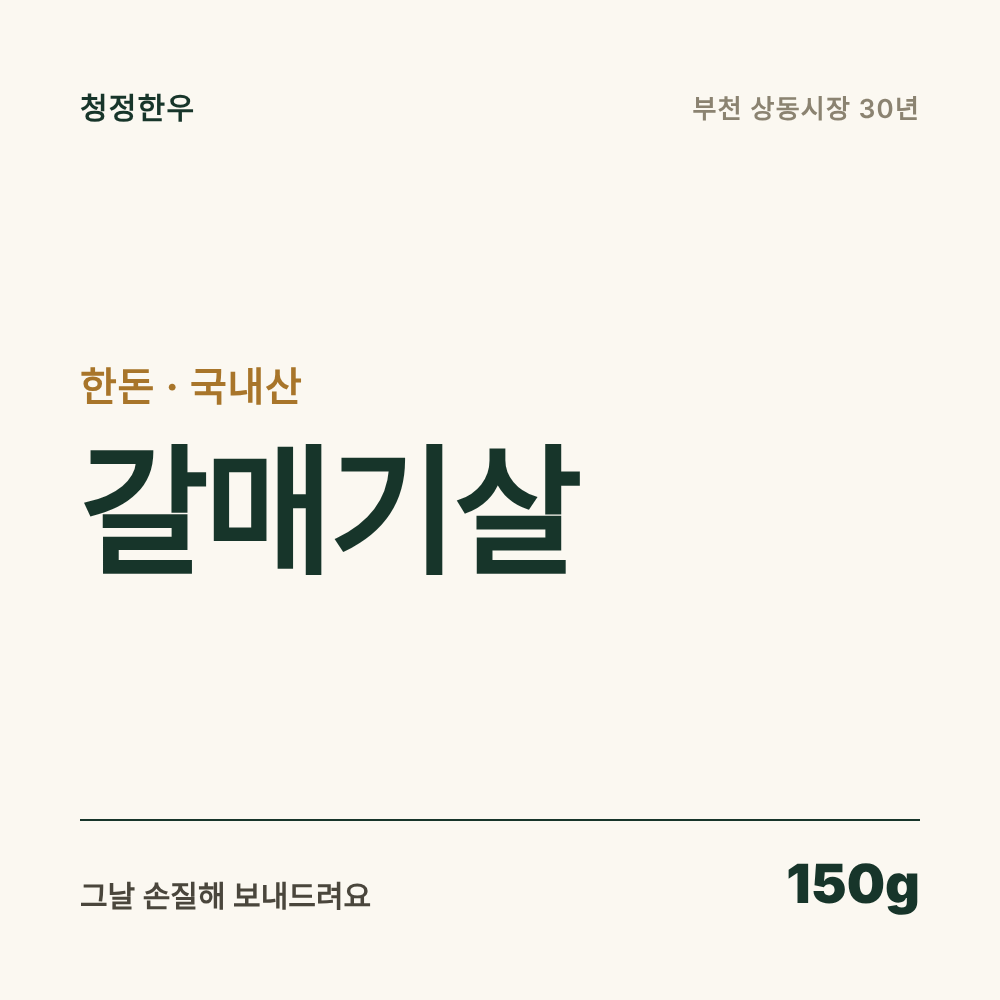 청정한우
부천 상동시장 30년
한돈 · 국내산
갈매기살
그날 손질해 보내드려요
150g